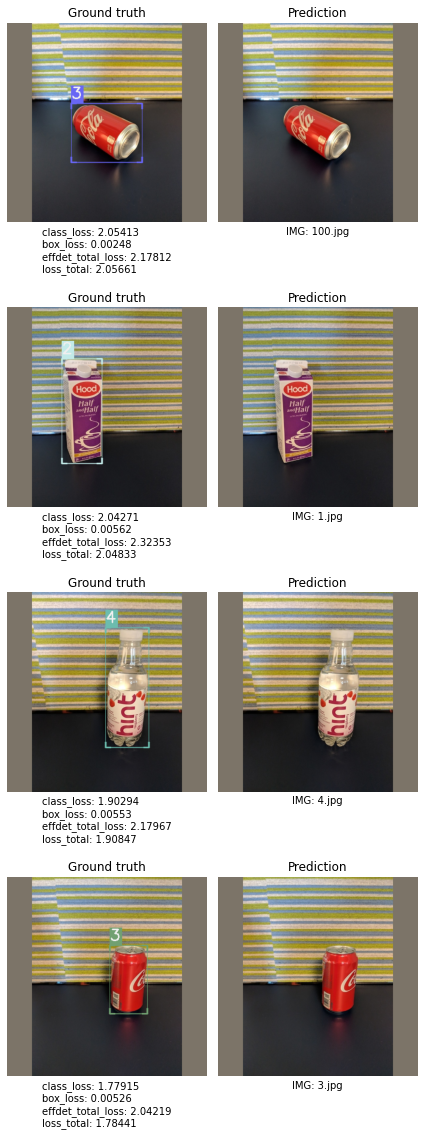 Ground truth
Prediction
3
Cola
class_loss: 2.05413
box_loss: 0.00248
effdet_total_loss: 2.17812
loss_total: 2.05661
IMG: 100.jpg
Ground truth
Prediction
2
Hood
Half
and Half
Hood
Half
and Half
class_loss: 2.04271
box_loss: 0.00562
effdet_total_loss: 2.32353
loss_total: 2.04833
IMG: 1.jpg
Ground truth
Prediction
4
hint
hint
class_loss: 1.90294
box_loss: 0.00553
effdet_total_loss: 2.17967
loss_total: 1.90847
IMG: 4.jpg
Ground truth
Prediction
3
class_loss: 1.77915
box_loss: 0.00526
effdet_total_loss: 2.04219
loss_total: 1.78441
IMG: 3.jpg